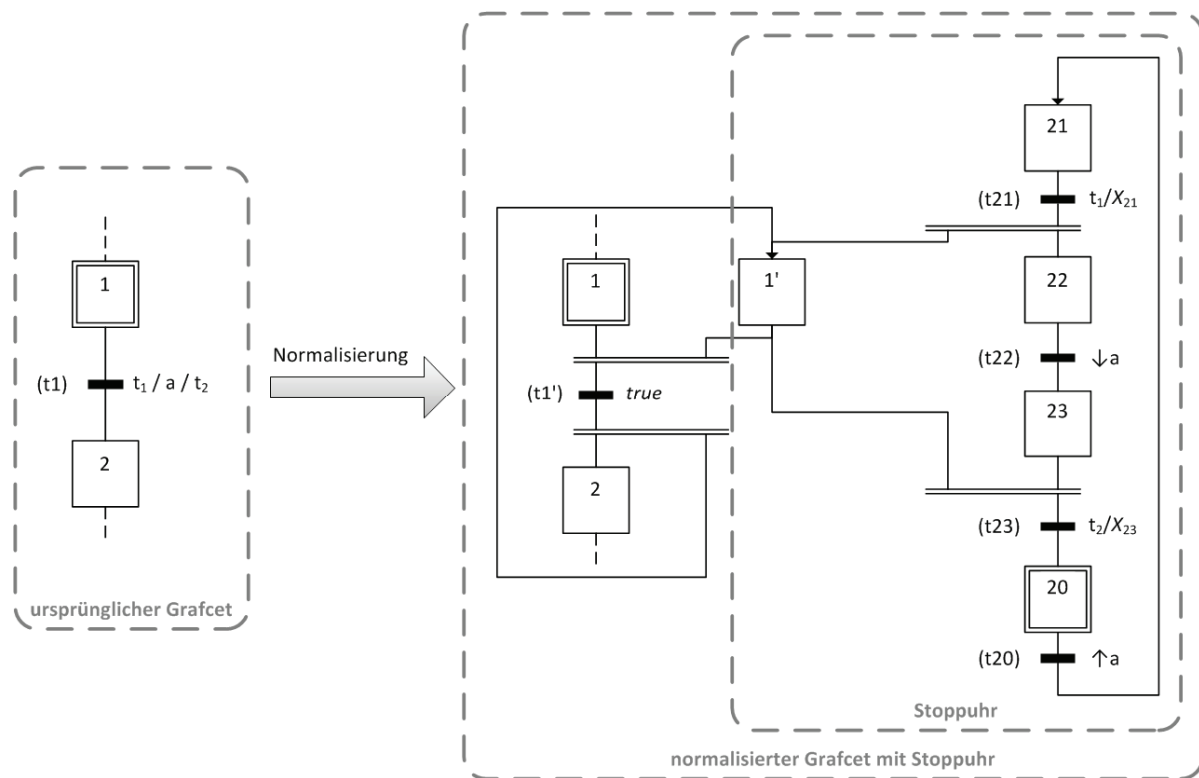 1
(t1) t₁ / a / t₂
2
ursprünglicher Grafcet
Normalisierung
1
(t1') true
2
1'
21
(t21) t₁/X₂₁
22
(t22) ↓a
23
(t23) t₂/X₂₃
20
(t20) ↑a
Stoppuhr
normalisierter Grafcet mit Stoppuhr